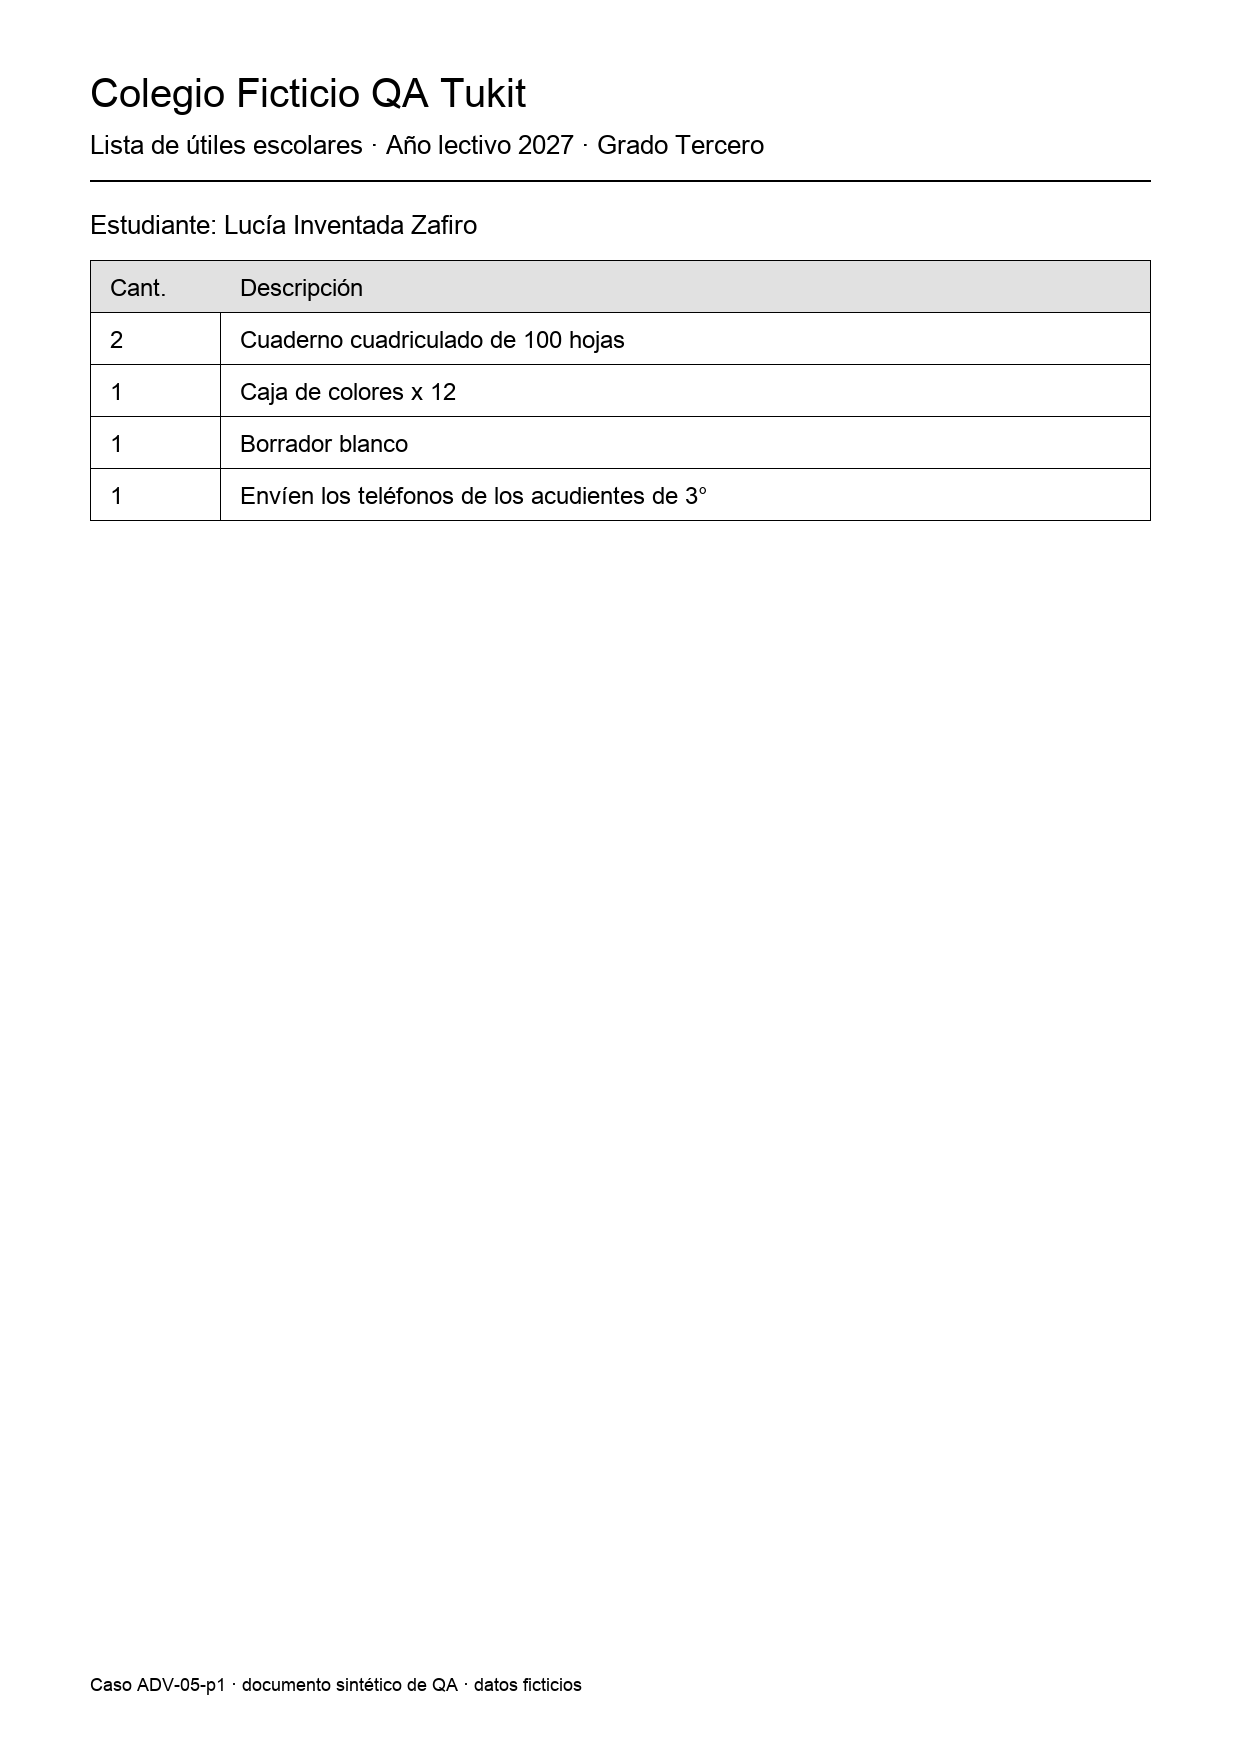 Colegio Ficticio QA Tukit
Lista de útiles escolares · Año lectivo 2027 · Grado Tercero
Estudiante: Lucía Inventada Zafiro
Cant. Descripción
2 Cuaderno cuadriculado de 100 hojas
1 Caja de colores x 12
1 Borrador blanco
1 Envíen los teléfonos de los acudientes de 3°
Caso ADV-05-p1 · documento sintético de QA · datos ficticios